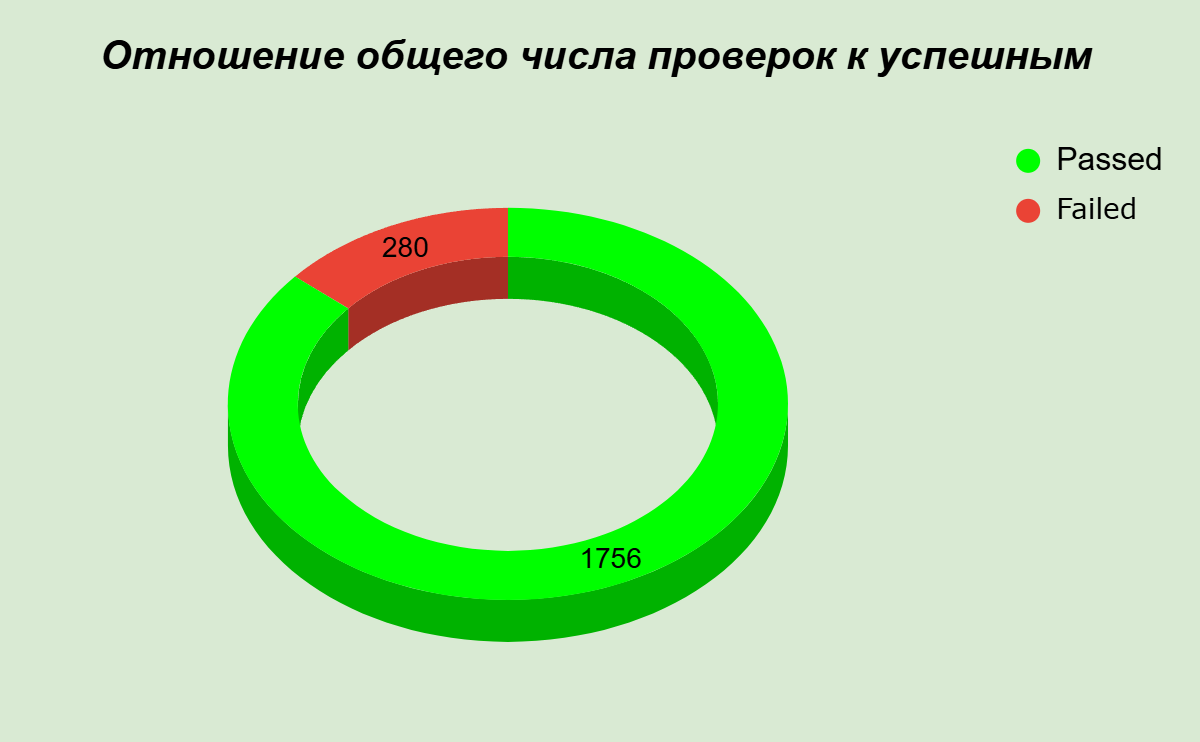 Отношение общего числа проверок к успешным
Passed
Failed
280
1756